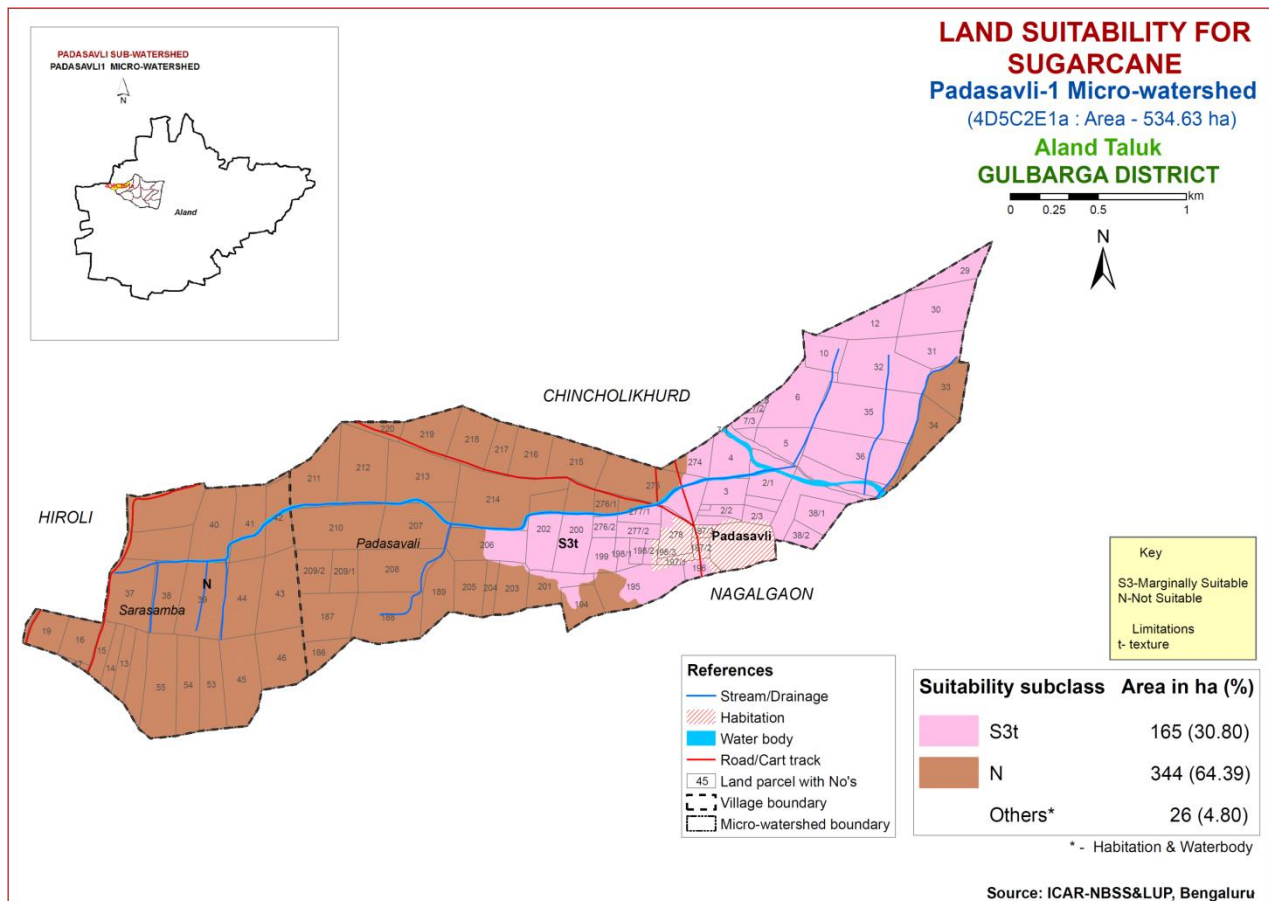 PADASAVLI SUB-WATERSHED
PADASAVLI1 MICRO-WATERSHED
N
Aland
LAND SUITABILITY FOR
SUGARCANE
Padasavli-1 Micro-watershed
(4D5C2E1a : Area - 534.63 ha)
Aland Taluk
GULBARGA DISTRICT
km
0 0.25 0.5 1
N
29
30
12
31
10
32
33
6
35
34
7/3
5
36
CHINCHOLIKHURD
220
219
218
217
216
215
274
4
2/1
3
2/2
2/3
38/1
38/2
211
212
213
214
276/1
277/1
276/2
277/2
278
HIROLI
40
41
42
210
207
202
200
S3t
Padasavali
206
199
198/1
198/2
197/2
Padasavli
196
195
NAGALGAON
209/2
209/1
208
189
205
204
203
201
194
37
38
N
39
44
43
Sarasamba
187
188
19
16
15
14
13
55
54
53
45
46
188
Key
S3-Marginally Suitable
N-Not Suitable
Limitations
t- texture
References
Stream/Drainage
Habitation
Water body
Road/Cart track
45 Land parcel with No's
Village boundary
Micro-watershed boundary
Suitability subclass Area in ha (%)
S3t 165 (30.80)
N 344 (64.39)
Others* 26 (4.80)
* - Habitation & Waterbody
Source: ICAR-NBSS&LUP, Bengaluru